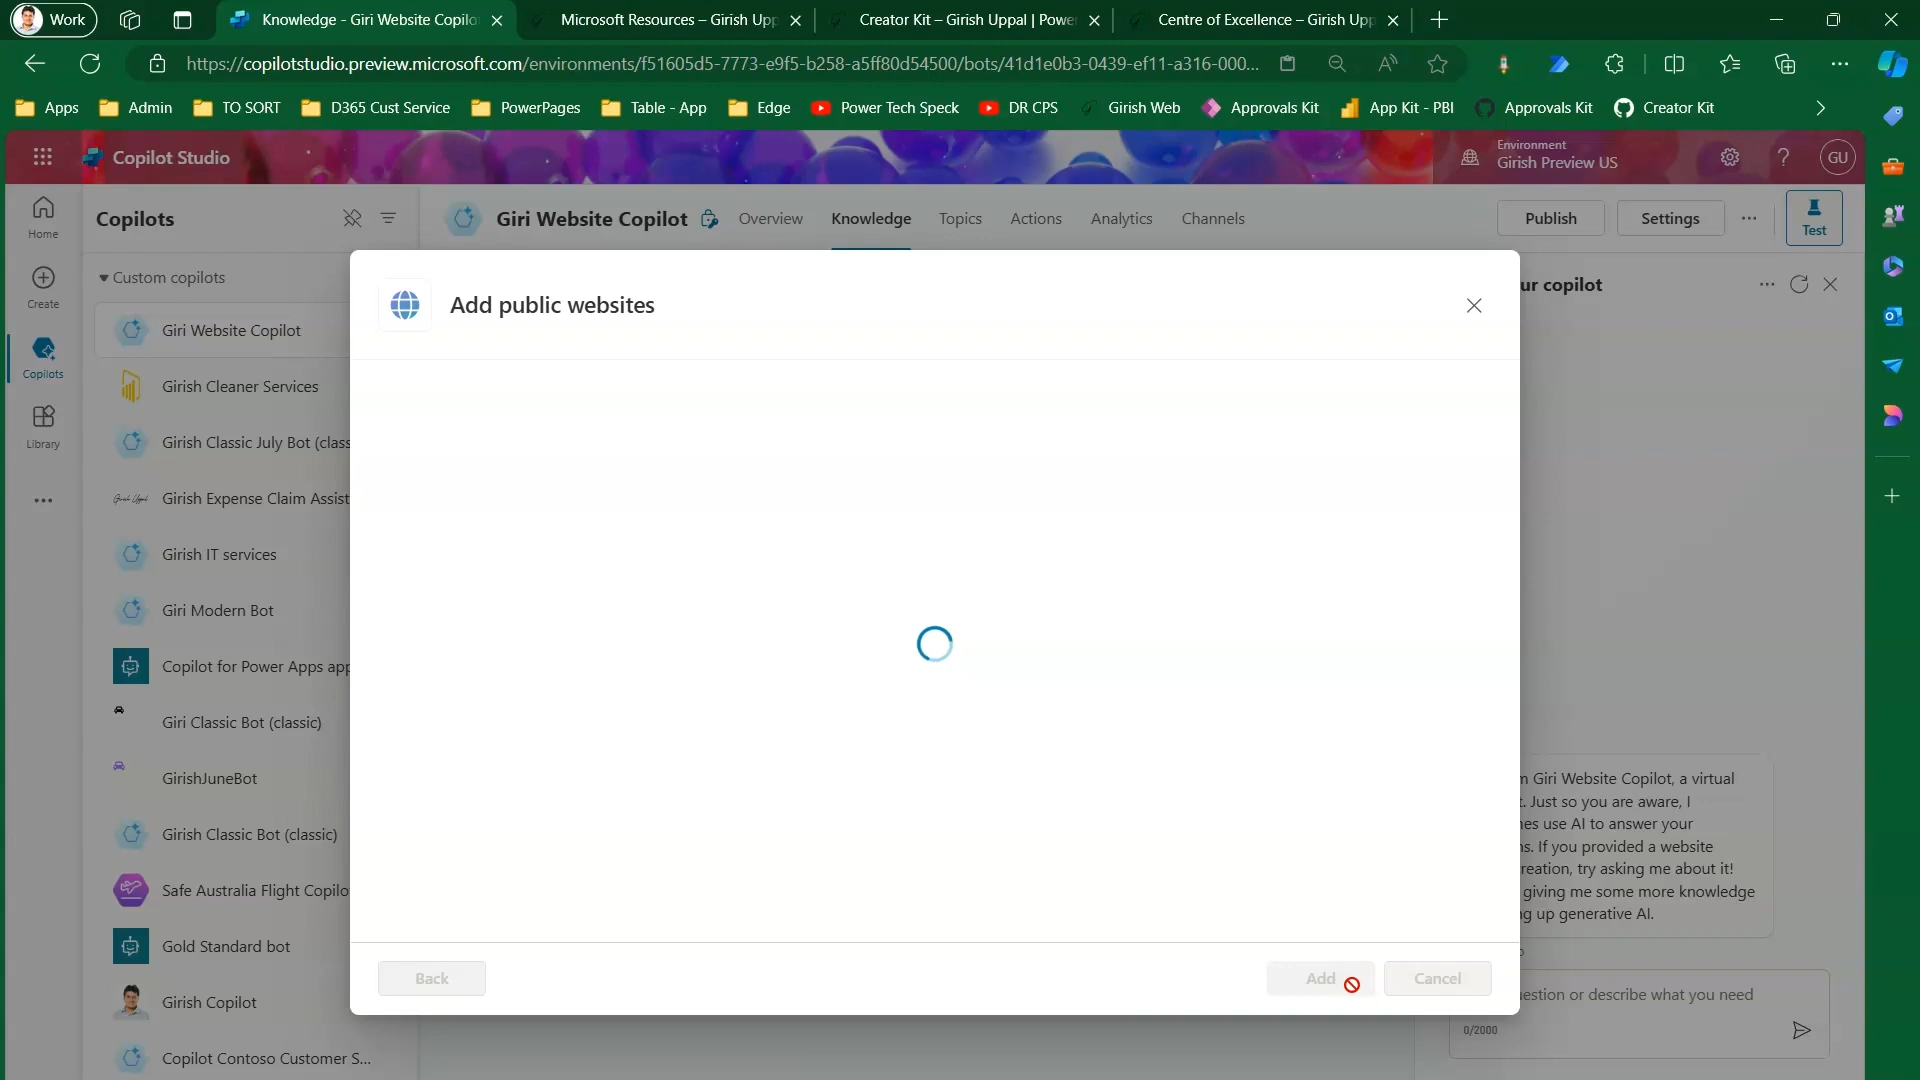 Work
Knowledge - Giri Website Copilo
Microsoft Resources – Girish Upp
Creator Kit – Girish Uppal | Powe
Centre of Excellence – Girish Upp
https://copilotstudio.preview.microsoft.com/environments/f51605d5-7773-e9f5-b258-a5ff80d54500/bots/41d1e0b3-0439-ef11-a316-000...
Apps
Admin
TO SORT
D365 Cust Service
PowerPages
Table - App
Edge
Power Tech Speck
DR CPS
Girish Web
Approvals Kit
App Kit - PBI
Approvals Kit
Creator Kit
Copilot Studio
Environment
Girish Preview US
GU
Home
Create
Copilots
Library
Copilots
Custom copilots
Giri Website Copilot
Girish Cleaner Services
Girish Classic July Bot (class
Girish Expense Claim Assist
Girish IT services
Giri Modern Bot
Copilot for Power Apps app
Giri Classic Bot (classic)
GirishJuneBot
Girish Classic Bot (classic)
Safe Australia Flight Copilo
Gold Standard bot
Girish Copilot
Copilot Contoso Customer S...
Giri Website Copilot
Overview
Knowledge
Topics
Actions
Analytics
Channels
Publish
Settings
Test
Add public websites
Back
Add
Cancel
ur copilot
n Giri Website Copilot, a virtual
t. Just so you are aware, I
nes use AI to answer your
ns. If you provided a website
reation, try asking me about it!
giving me some more knowledge
ng up generative AI.
uestion or describe what you need
0/2000